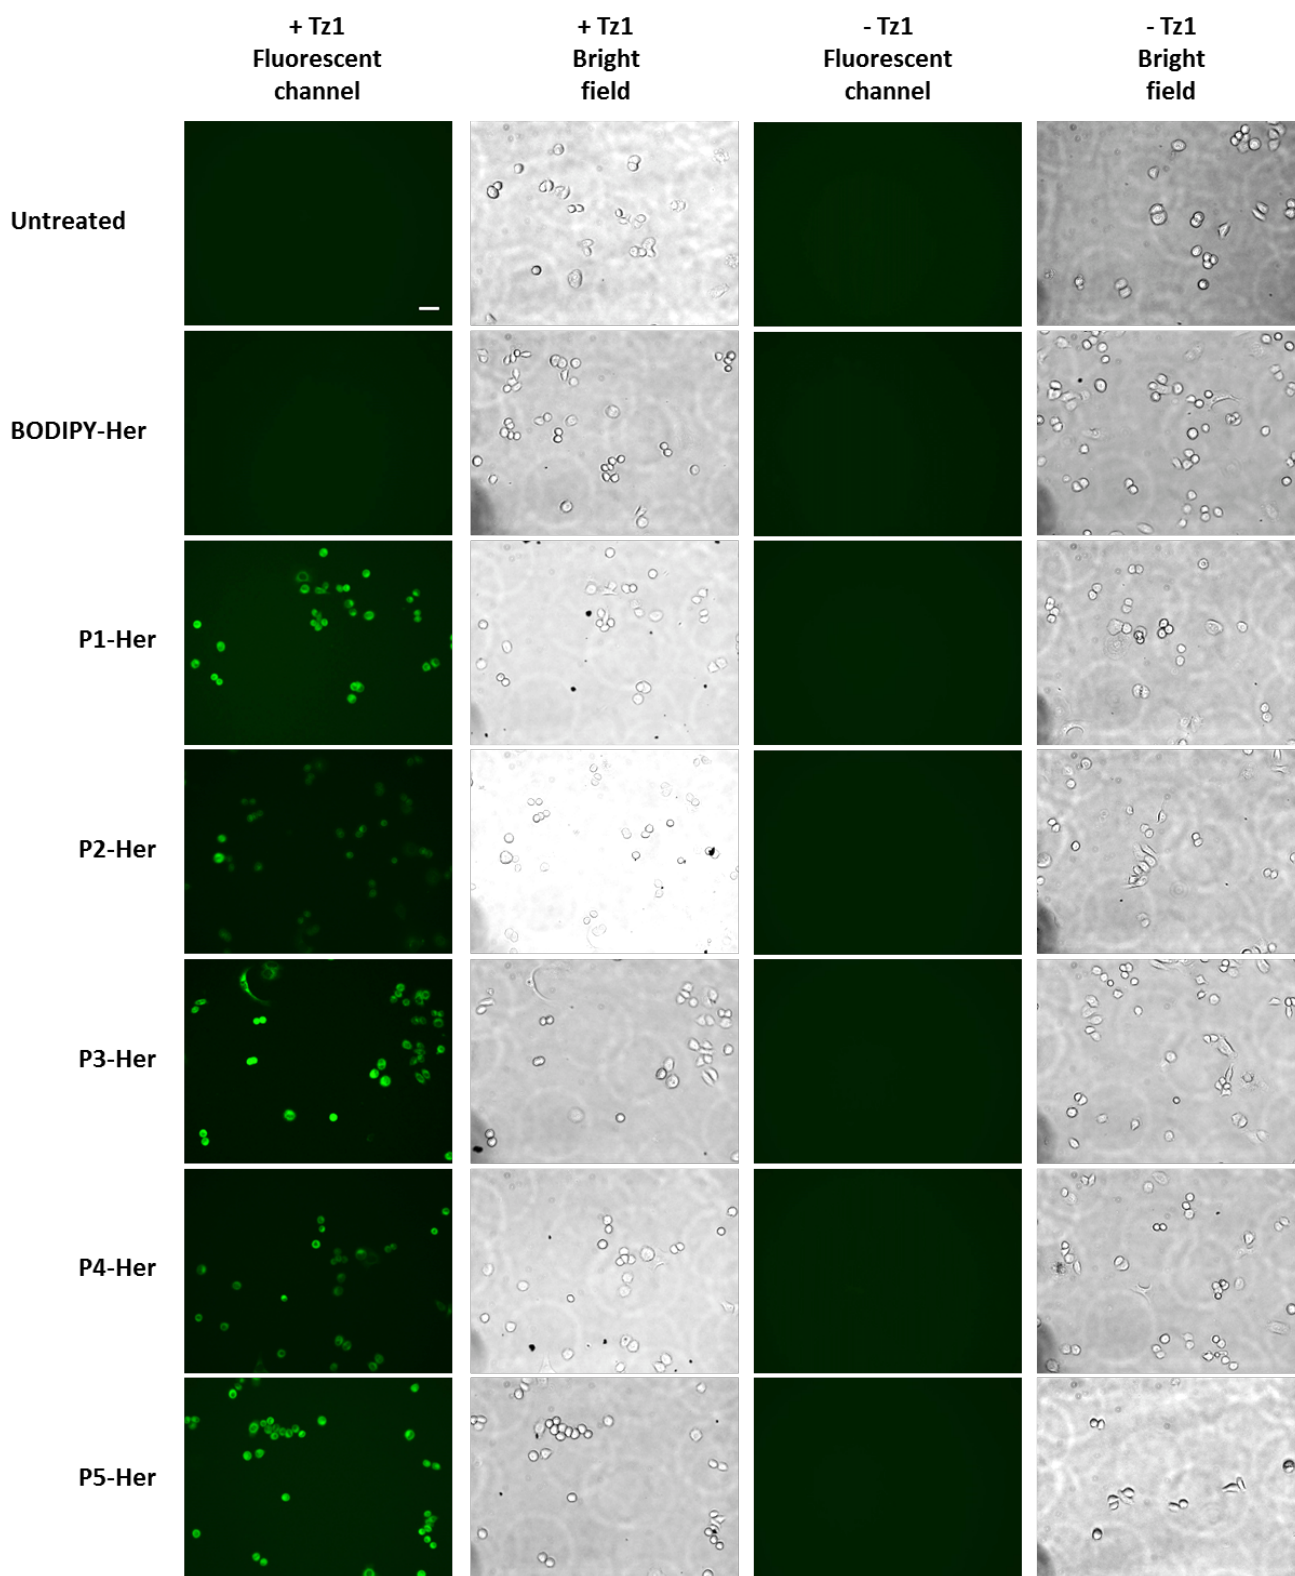 + Tz1
Fluorescent
channel
+ Tz1
Bright
field
- Tz1
Fluorescent
channel
- Tz1
Bright
field
Untreated
BODIPY-Her
P1-Her
P2-Her
P3-Her
P4-Her
P5-Her